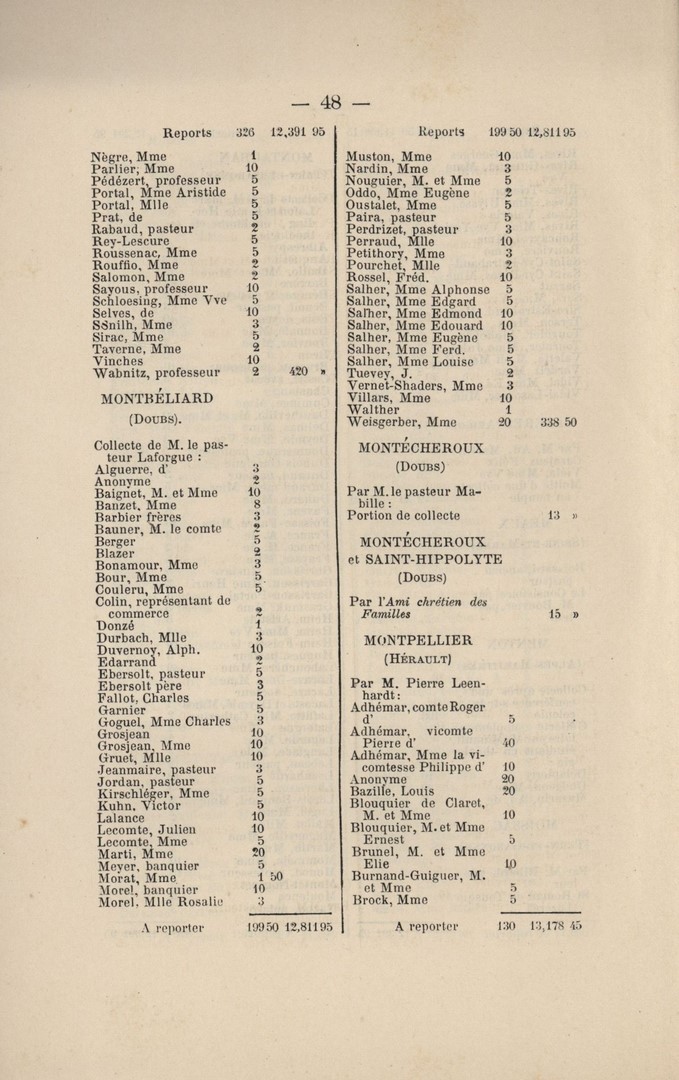 — 48 —
Reports 326 12,391 95
Nègre, Mme 1
Parlier, Mme 10
Pédézert, professeur 5
Portal, Mme Aristide 5
Portal, Mlle 5
Prat, de 5
Rabaud, pasteur 2
Rey-Lescure 5
Roussenac, Mme 5
Rouffio, Mme 2
Salomon, Mme 2
Sayous, professeur 10
Schloesing, Mme Vve 5
Selves, de 10
SSnilh, Mme 3
Sirac, Mme 5
Taverne, Mme 2
Vinches 10
Wabnitz, professeur 2 420 »
MONTBÉLIARD
(DOUBS).
Collecte de M. le pas-
teur Laforgue :
Alguerre, d' 3
Anonyme 2
Baignet, M. et Mme 10
Banzet, Mme 8
Barbier frères 3
Bauner, M. le comte 2
Berger 5
Blazer 2
Bonamour, Mme 3
Bour, Mme 5
Couleru, Mme 5
Colin, représentant de
commerce 2
Donzé 1
Durbach, Mlle 3
Duvernoy, Alph. 10
Edarrand 2
Ebersolt, pasteur 5
Ebersolt père 3
Fallot, Charles 5
Garnier 5
Goguel, Mme Charles 3
Grosjean 10
Grosjean, Mme 10
Gruet, Mlle 10
Jeanmaire, pasteur 3
Jordan, pasteur 5
Kirschléger, Mme 5
Kuhn, Victor 5
Lalance 10
Lecomte, Julien 10
Lecomte, Mme 5
Marti, Mme 20
Meyer, banquier 5
Morat, Mme 1 50
Morel, banquier 10
Morel, Mlle Rosalie 3
A reporter 199 50 12,811 95
Reports 199 50 12,811 95
Muston, Mme 10
Nardin, Mme 3
Nouguier, M. et Mme 5
Oddo, Mme Eugène 2
Oustalet, Mme 5
Paira, pasteur 5
Perdrizet, pasteur 3
Perraud, Mlle 10
Petithory, Mme 3
Pourchet, Mlle 2
Rossel, Fréd. 10
Salher, Mme Alphonse 5
Salher, Mme Edgard 5
Salher, Mme Edmond 10
Salher, Mme Edouard 10
Salher, Mme Eugène 5
Salher, Mme Ferd. 5
Salher, Mme Louise 5
Tuevey, J. 2
Vernet-Shaders, Mme 3
Villars, Mme 10
Walther 1
Weisgerber, Mme 20 338 50
MONTÉCHEROUX
(DOUBS)
Par M. le pasteur Ma-
bille :
Portion de collecte 13 »
MONTÉCHEROUX
et SAINT-HIPPOLYTE
(DOUBS)
Par l'Ami chrétien des
Familles 15 »
MONTPELLIER
(HÉRAULT)
Par M. Pierre Leen-
hardt :
Adhémar, comte Roger
d' 5
Adhémar, vicomte
Pierre d' 40
Adhémar, Mme la vi-
comtesse Philippe d' 10
Anonyme 20
Bazille, Louis 20
Blouquier de Claret,
M. et Mme 10
Blouquier, M. et Mme
Ernest 5
Brunel, M. et Mme
Elie 10
Burnand-Guiguer, M.
et Mme 5
Brock, Mme 5
A reporter 130 13,178 45